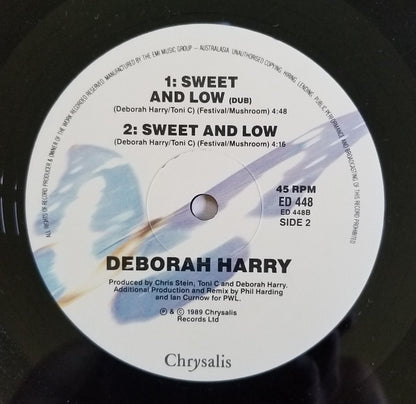 ALL RIGHTS OF RECORD PRODUCER & OWNER OF THE WORK RECORDED RESERVED. MANUFACTURED BY THE EMI MUSIC GROUP – AUSTRALASIA. UNAUTHORISED COPYING, HIRING, LENDING, PUBLIC PERFORMANCE AND BROADCASTING OF THIS RECORD PROHIBITED
1: SWEET
AND LOW (DUB)
(Deborah Harry/Toni C) (Festival/Mushroom) 4:48
2: SWEET AND LOW
(Deborah Harry/Toni C) (Festival/Mushroom) 4:16
45 RPM
ED 448
ED 448B
SIDE 2
DEBORAH HARRY
Produced by Chris Stein, Toni C and Deborah Harry.
Additional Production and Remix by Phil Harding
and Ian Curnow for PWL.
℗ & © 1989 Chrysalis
Records Ltd
Chrysalis